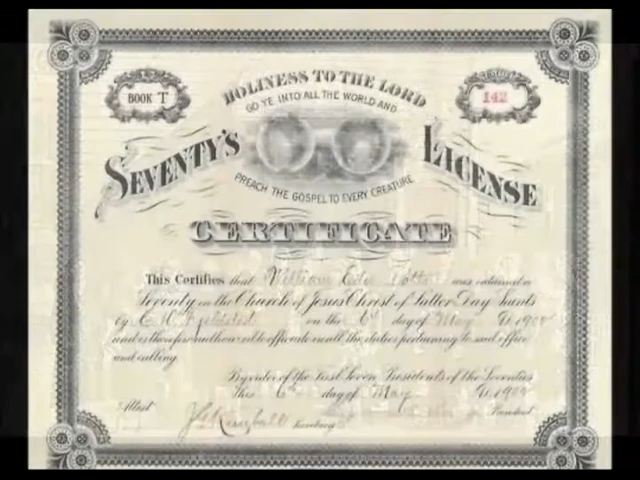 HOLINESS TO THE LORD
GO YE INTO ALL THE WORLD AND
BOOK T
142
SEVENTY'S LICENSE
PREACH THE GOSPEL TO EVERY CREATURE
CERTIFICATE
This Certifies that William was ordained a
Seventy in the Church of Jesus Christ of Latter Day Saints
by C. on the 6th day of May
and is therefore authorized to officiate in all the duties pertaining to said office
and calling.
By order of the First Seven Presidents of the Seventies
this 6th day of May
Attest J. G. Kimball Secretary President